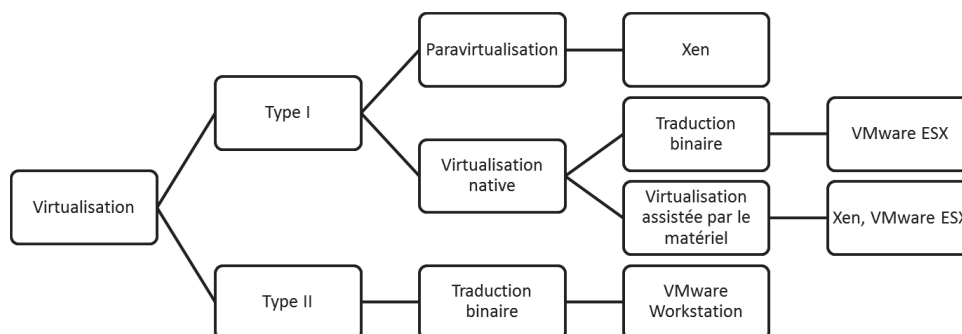 Virtualisation
Type I
Paravirtualisation
Xen
Virtualisation
native
Traduction
binaire
VMware ESX
Virtualisation
assistée par le
matériel
Xen, VMware ESX
Type II
Traduction
binaire
VMware
Workstation